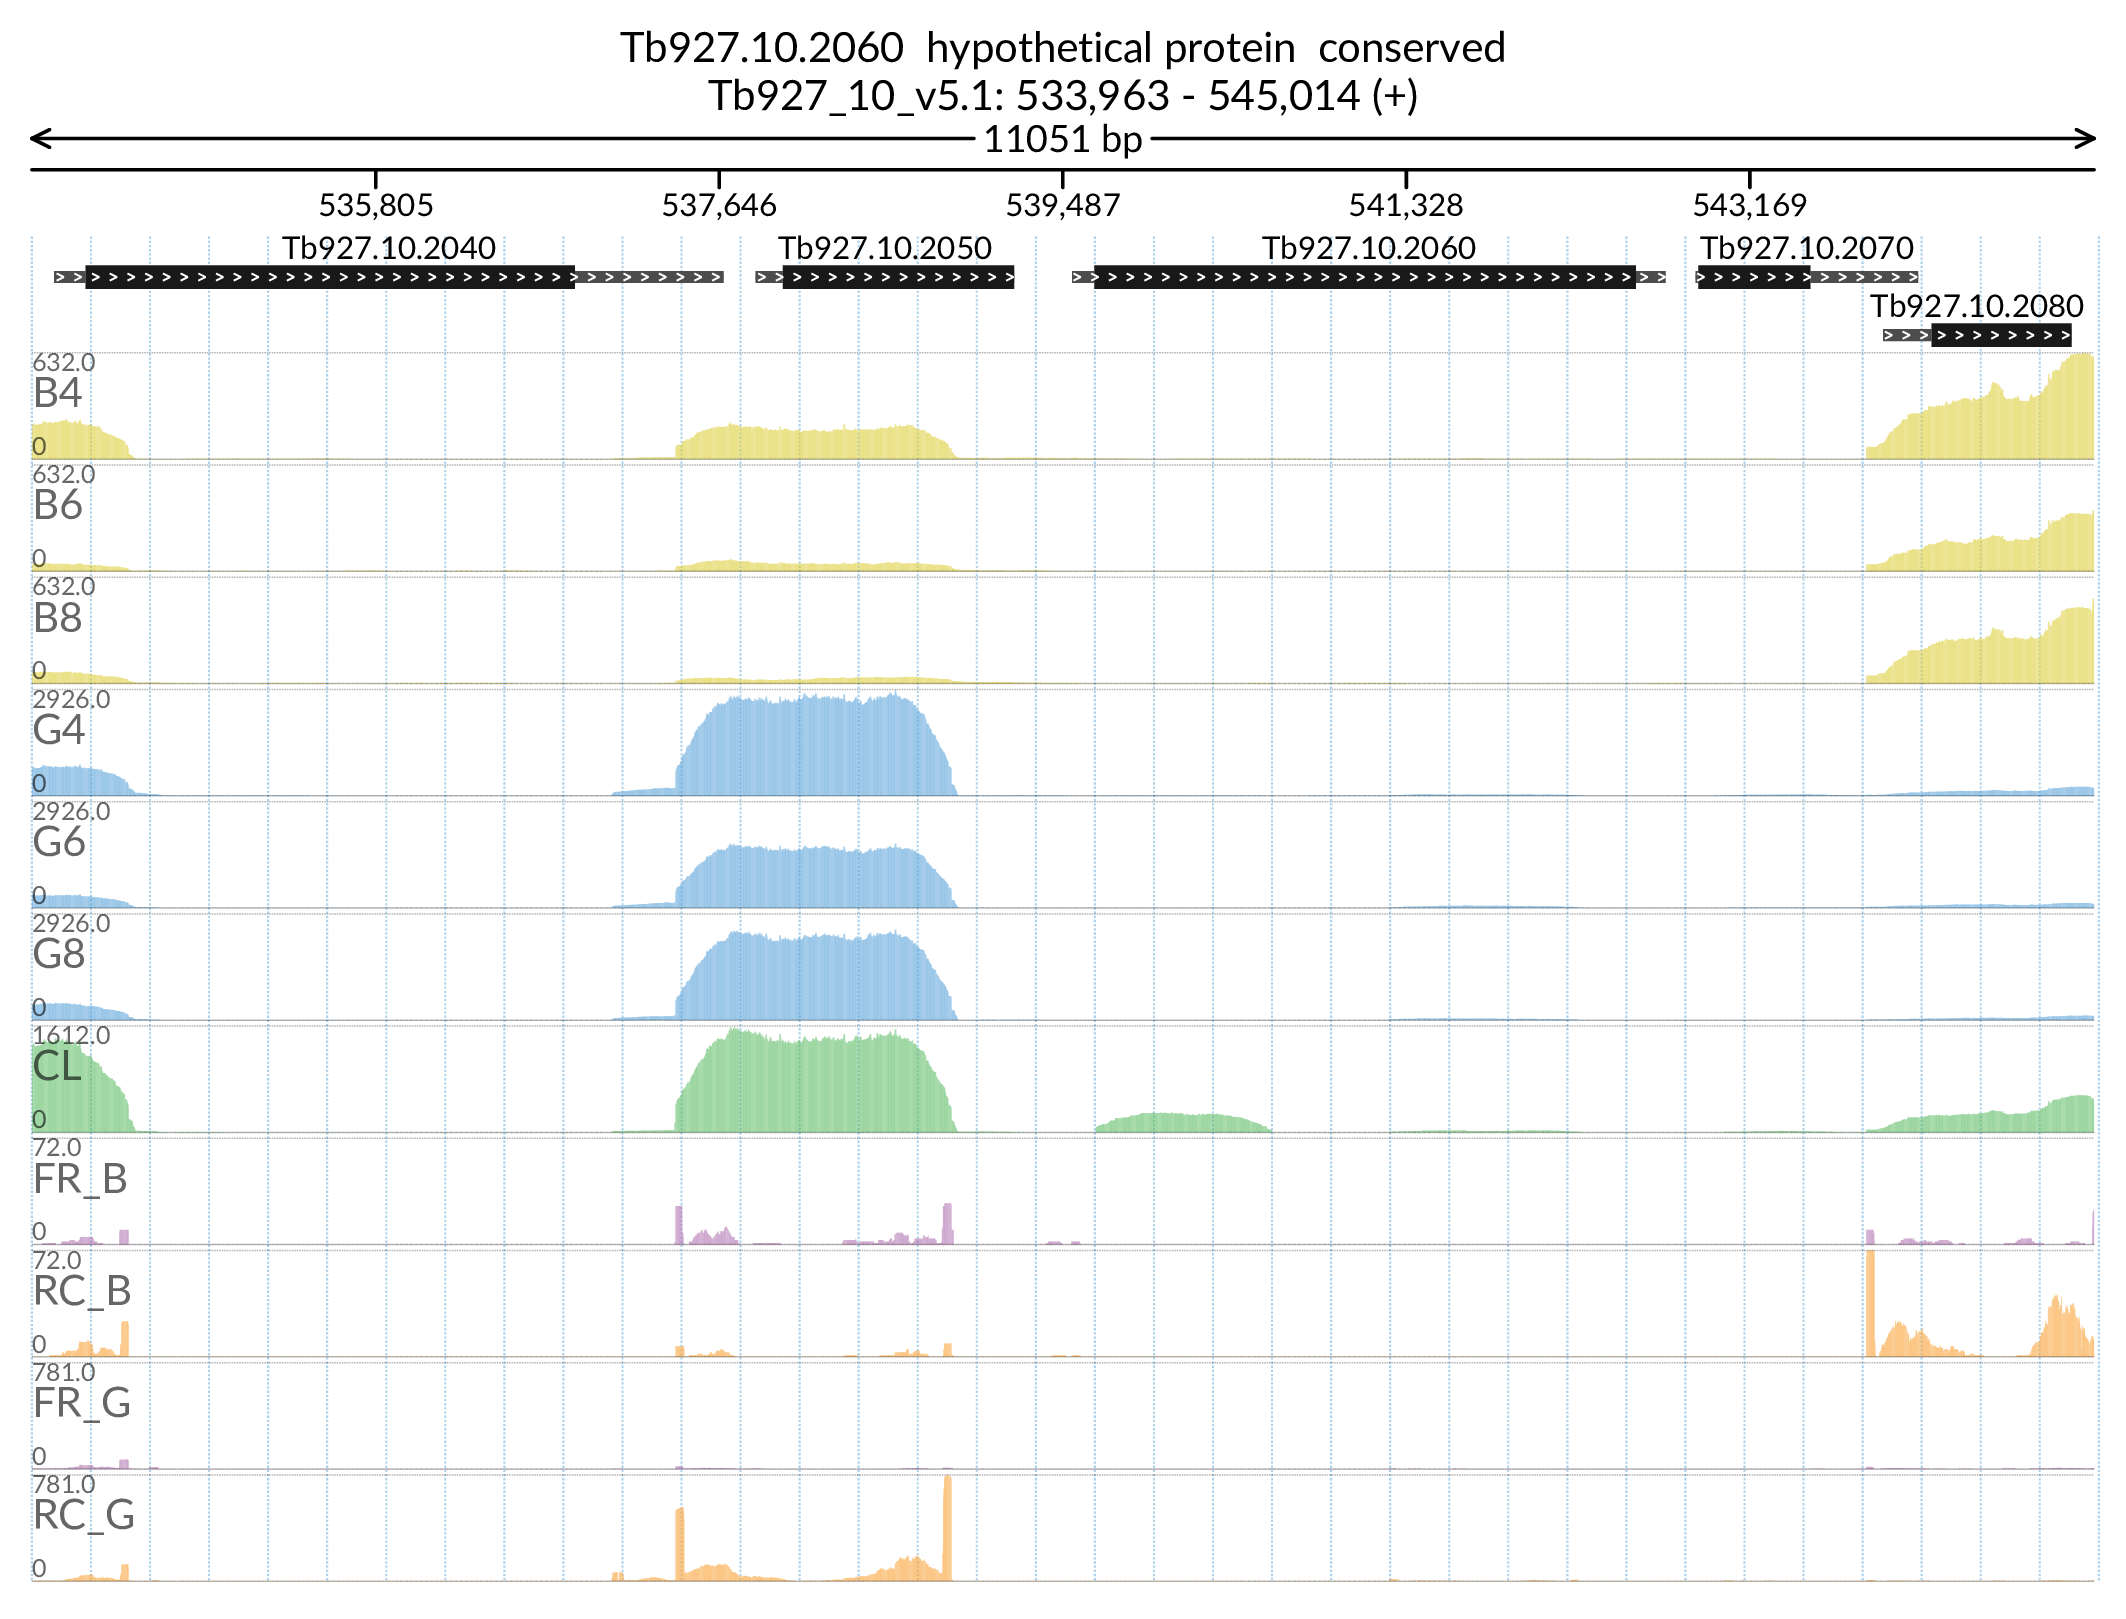 Tb927.10.2060  hypothetical protein  conserved
Tb927_10_v5.1: 533,963 - 545,014 (+)
11051 bp
535,805 537,646 539,487 541,328 543,169
Tb927.10.2040 Tb927.10.2050 Tb927.10.2060 Tb927.10.2070
Tb927.10.2080
632.0
B4
0
632.0
B6
0
632.0
B8
0
2926.0
G4
0
2926.0
G6
0
2926.0
G8
0
1612.0
CL
0
72.0
FR_B
0
72.0
RC_B
0
781.0
FR_G
0
781.0
RC_G
0